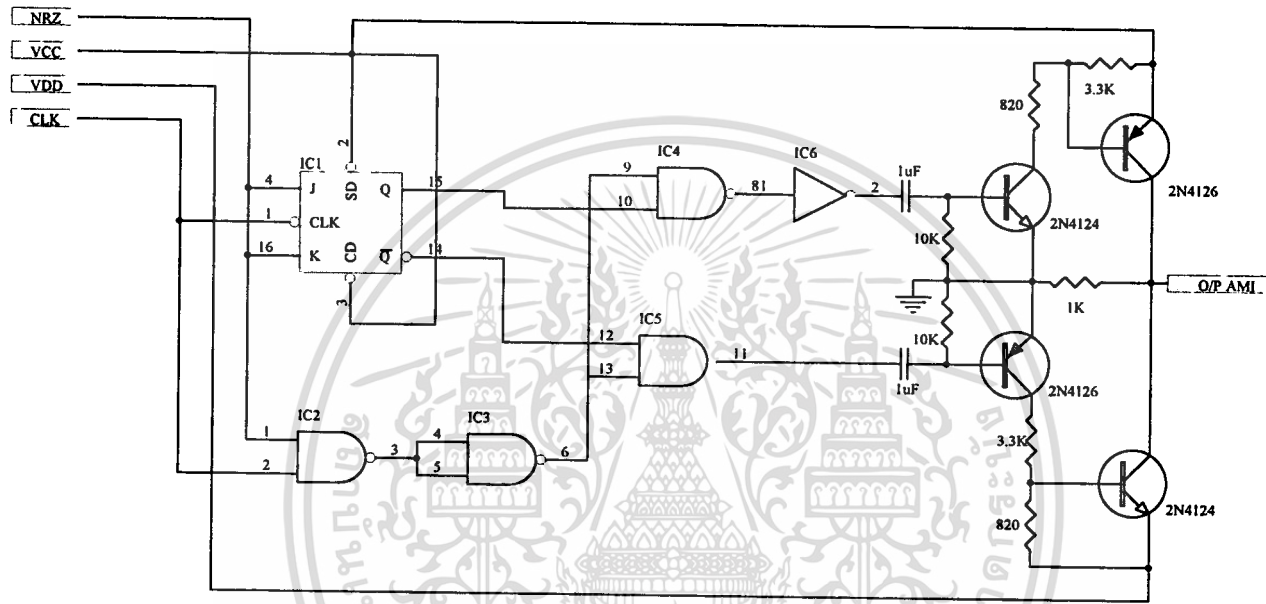 NRZ
VCC
VDD
CLK
IC1
2
4
J
SD
Q
15
1
CLK
16
K
CD
Q
14
3
IC2
1
2
3
IC3
4
5
6
IC4
9
10
81
IC6
2
IC5
12
13
11
1uF
10K
10K
1uF
820
3.3K
2N4126
2N4124
1K
O/P AMI
2N4126
3.3K
820
2N4124